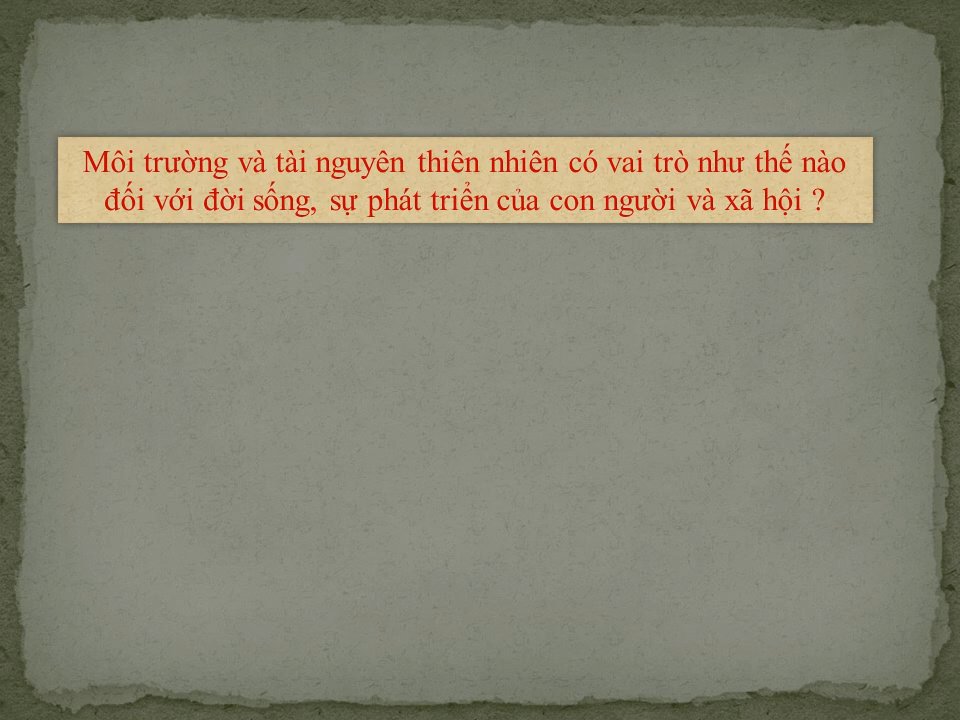 Môi trường và tài nguyên thiên nhiên có vai trò như thế nào
đối với đời sống, sự phát triển của con người và xã hội ?